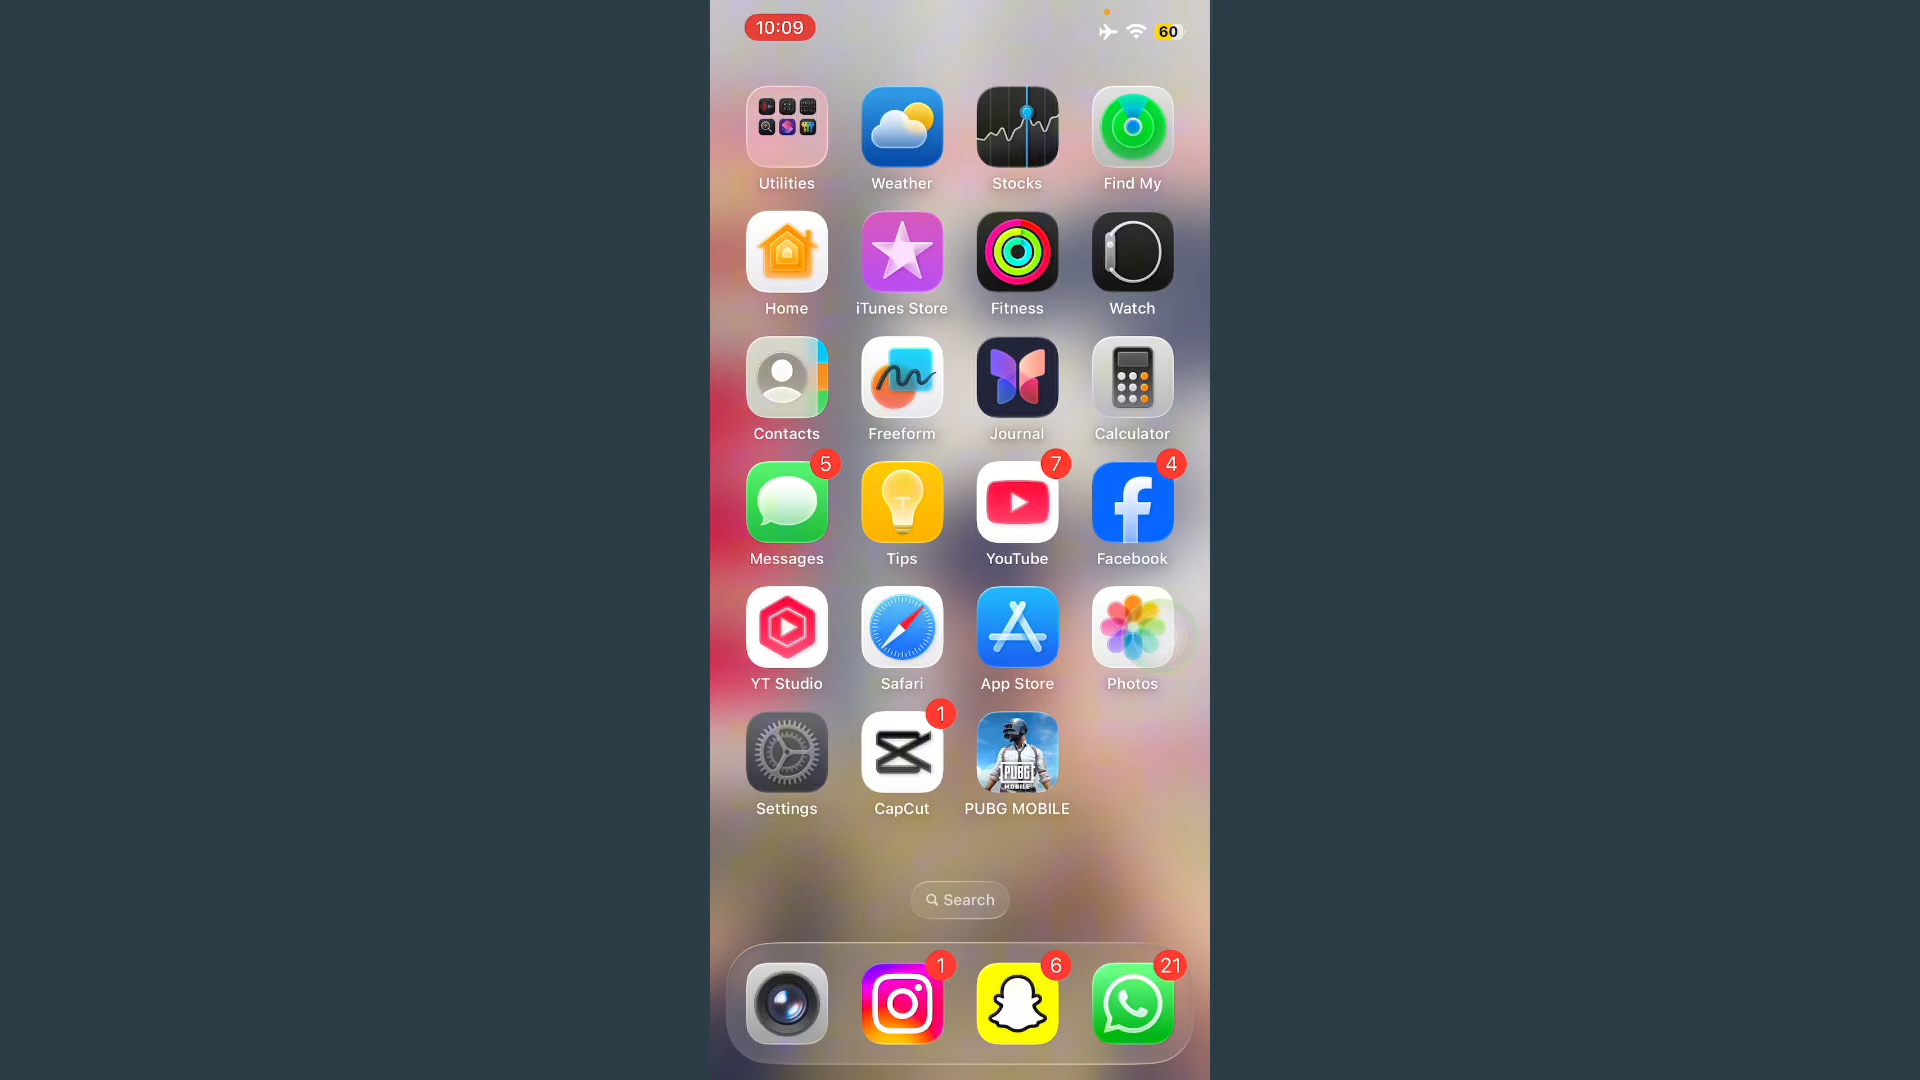 10:09
60
Utilities
Weather
Stocks
Find My
Home
iTunes Store
Fitness
Watch
Contacts
Freeform
Journal
Calculator
5
7
4
Messages
Tips
YouTube
Facebook
YT Studio
Safari
App Store
Photos
1
PUBG
MOBILE
Settings
CapCut
PUBG MOBILE
Search
1
6
21